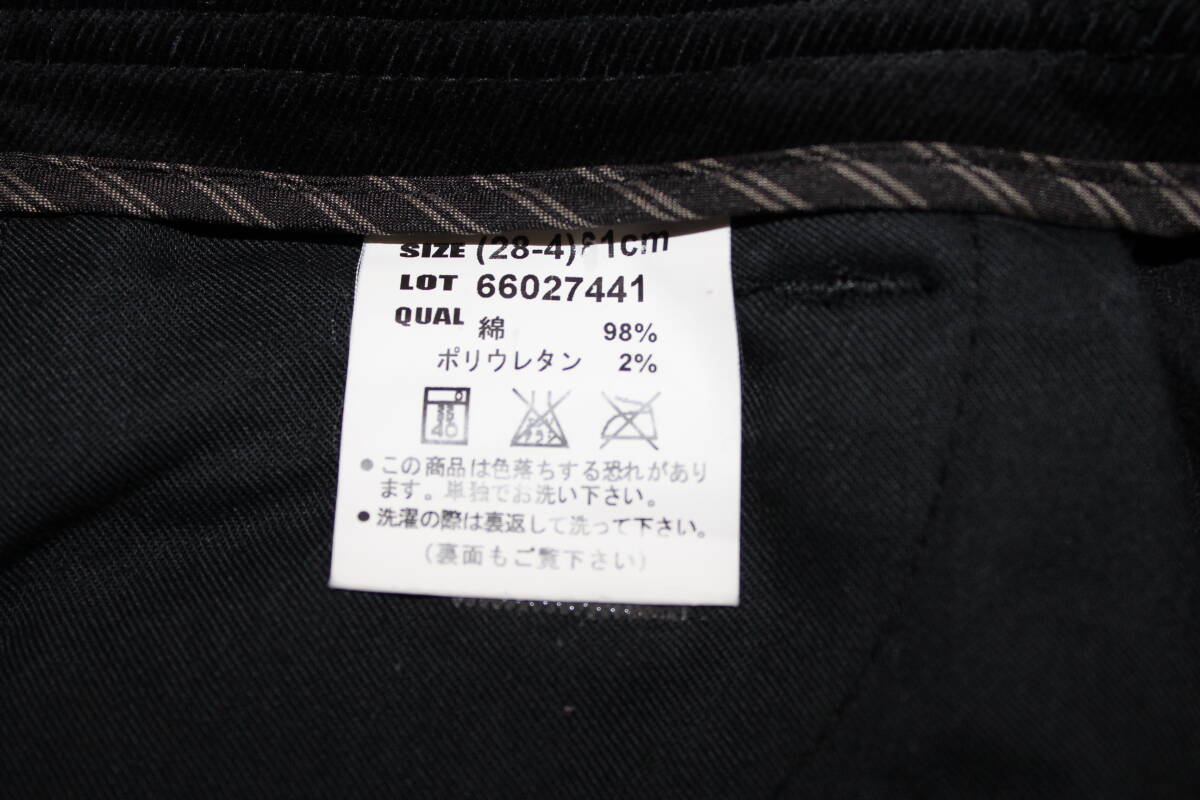 SIZE (28-4) 1cm
LOT 66027441
QUAL 綿 98%
ポリウレタン 2%
40
●この商品は色落ちする恐れがあり
ます。単独でお洗い下さい。
●洗濯の際は裏返して洗って下さい。
(裏面もご覧下さい)